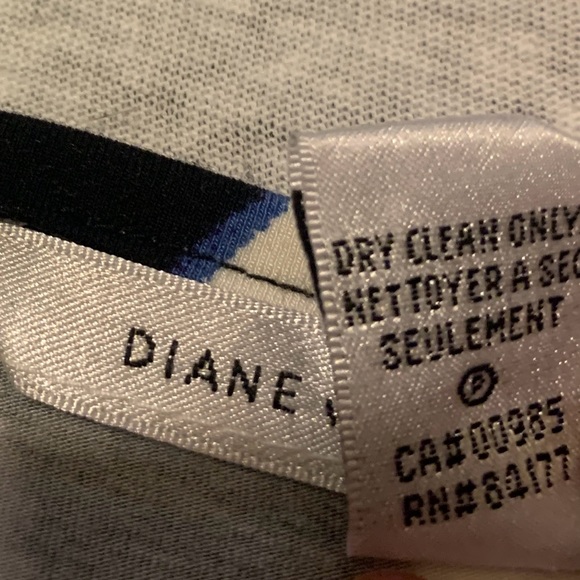 DIANE
DRY CLEAN ONLY
NETTOYER A SEC
SEULEMENT
P
CA#00985
RN#84177